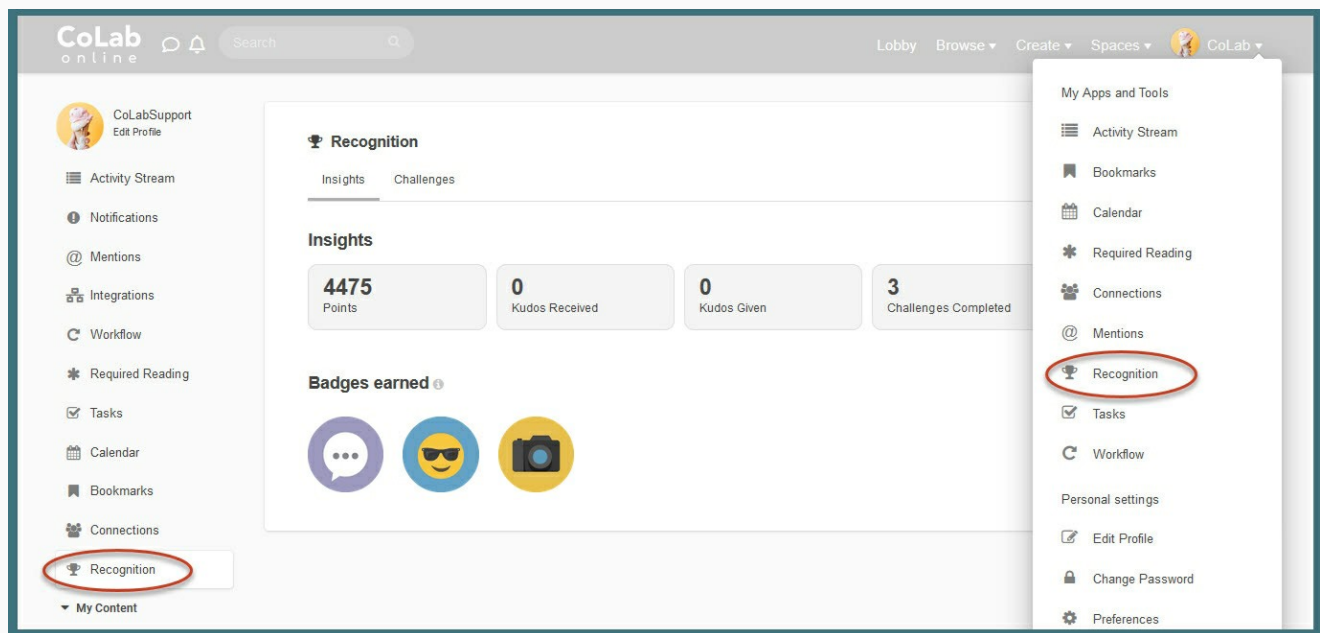 CoLab
online
Search
Lobby Browse Create Spaces CoLab
CoLabSupport
Edit Profile
Activity Stream
Notifications
Mentions
Integrations
Workflow
Required Reading
Tasks
Calendar
Bookmarks
Connections
Recognition
My Content
Recognition
Insights Challenges
Insights
4475
Points
0
Kudos Received
0
Kudos Given
3
Challenges Completed
Badges earned
My Apps and Tools
Activity Stream
Bookmarks
Calendar
Required Reading
Connections
Mentions
Recognition
Tasks
Workflow
Personal settings
Edit Profile
Change Password
Preferences